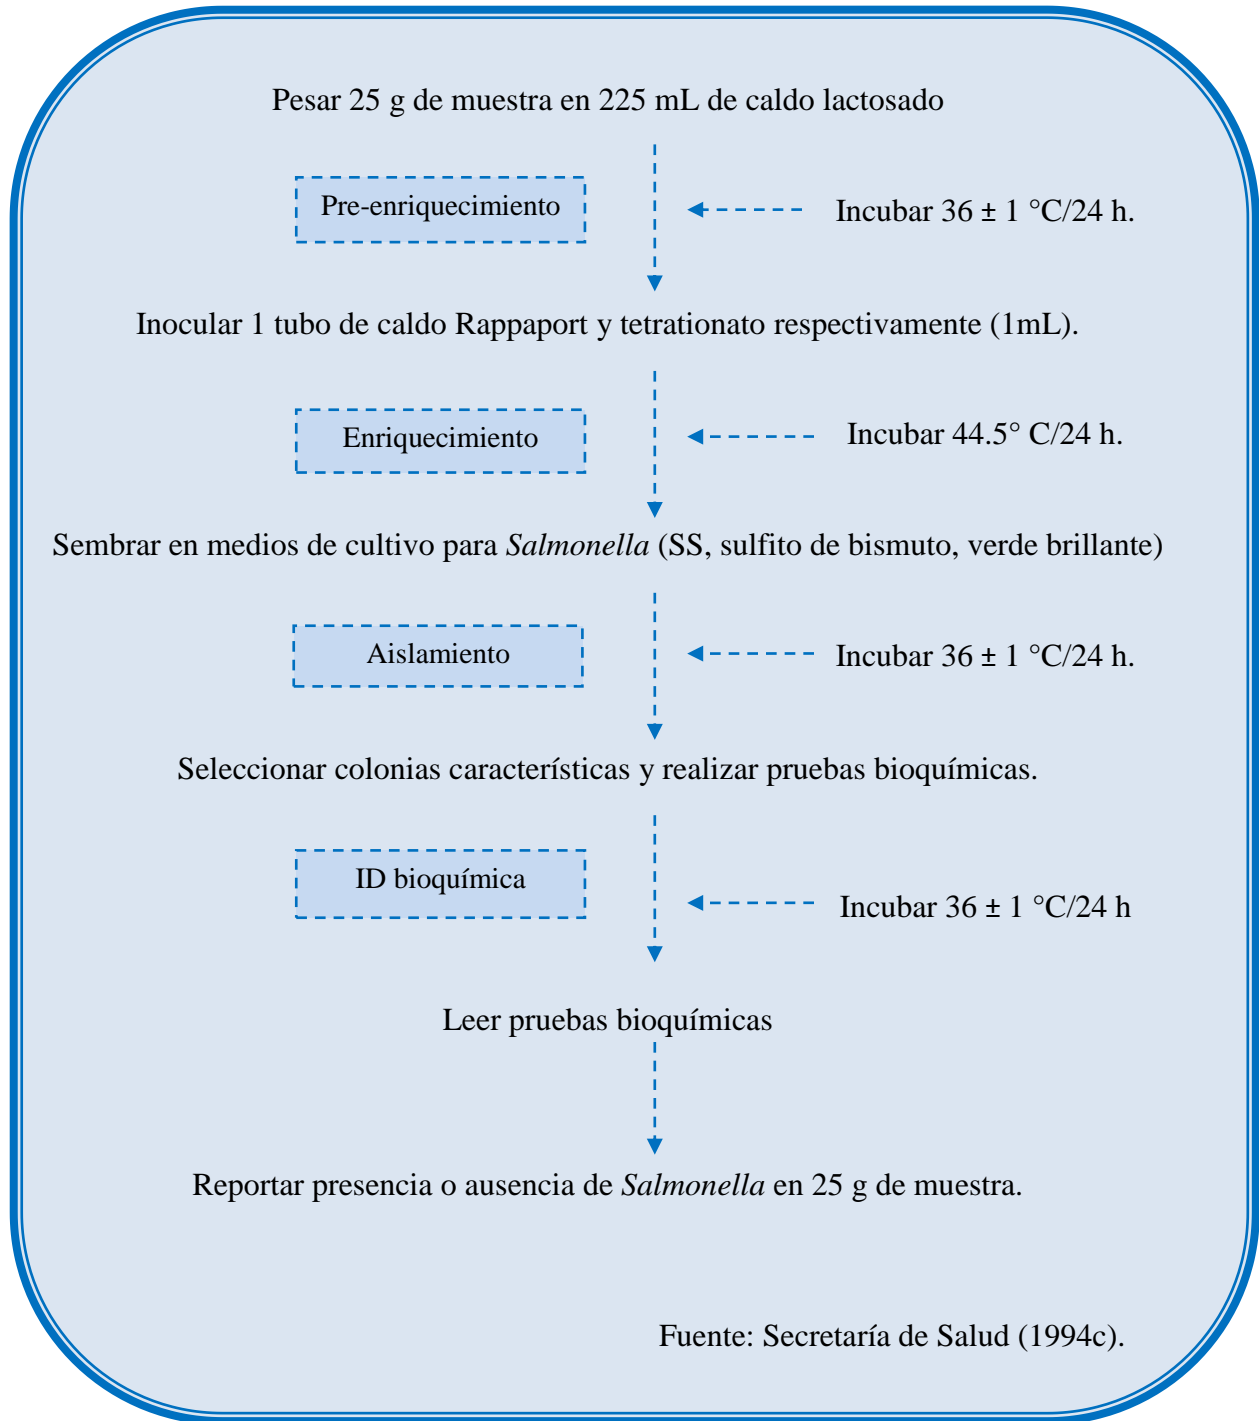 Pesar 25 g de muestra en 225 mL de caldo lactosado
Pre-enriquecimiento
Incubar 36 ± 1 °C/24 h.
Inocular 1 tubo de caldo Rappaport y tetrationato respectivamente (1mL).
Enriquecimiento
Incubar 44.5° C/24 h.
Sembrar en medios de cultivo para Salmonella (SS, sulfito de bismuto, verde brillante)
Aislamiento
Incubar 36 ± 1 °C/24 h.
Seleccionar colonias características y realizar pruebas bioquímicas.
ID bioquímica
Incubar 36 ± 1 °C/24 h
Leer pruebas bioquímicas
Reportar presencia o ausencia de Salmonella en 25 g de muestra.
Fuente: Secretaría de Salud (1994c).